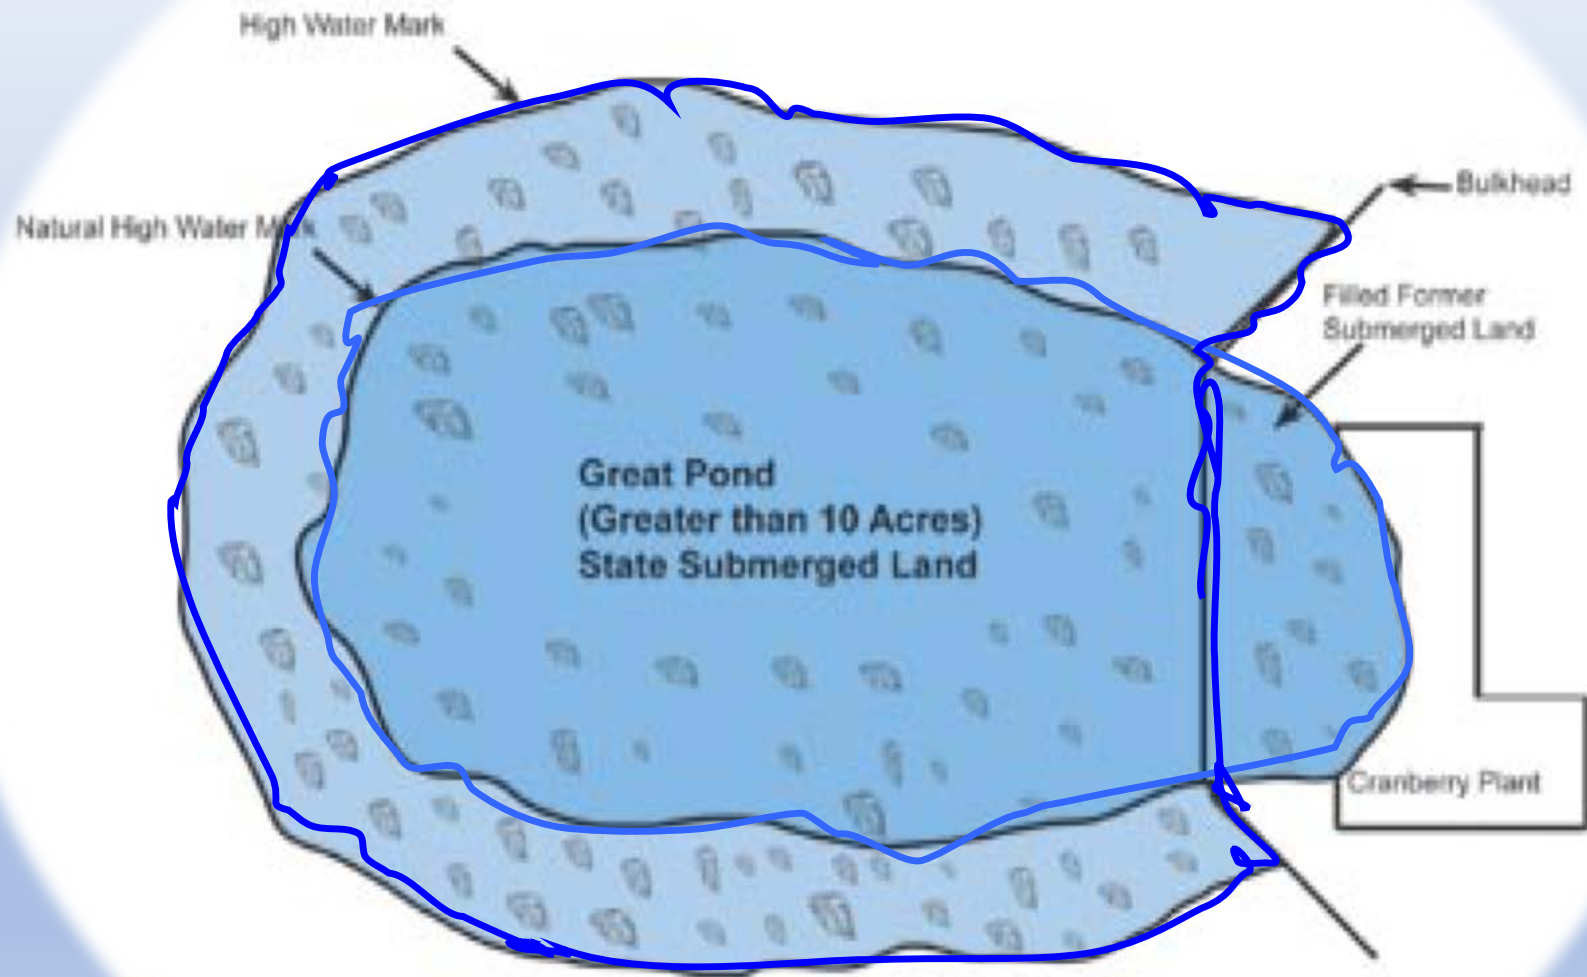 High Water Mark
Bulkhead
Natural High Water Mark
Filled Former
Submerged Land
Great Pond
(Greater than 10 Acres)
State Submerged Land
Cranberry Plant